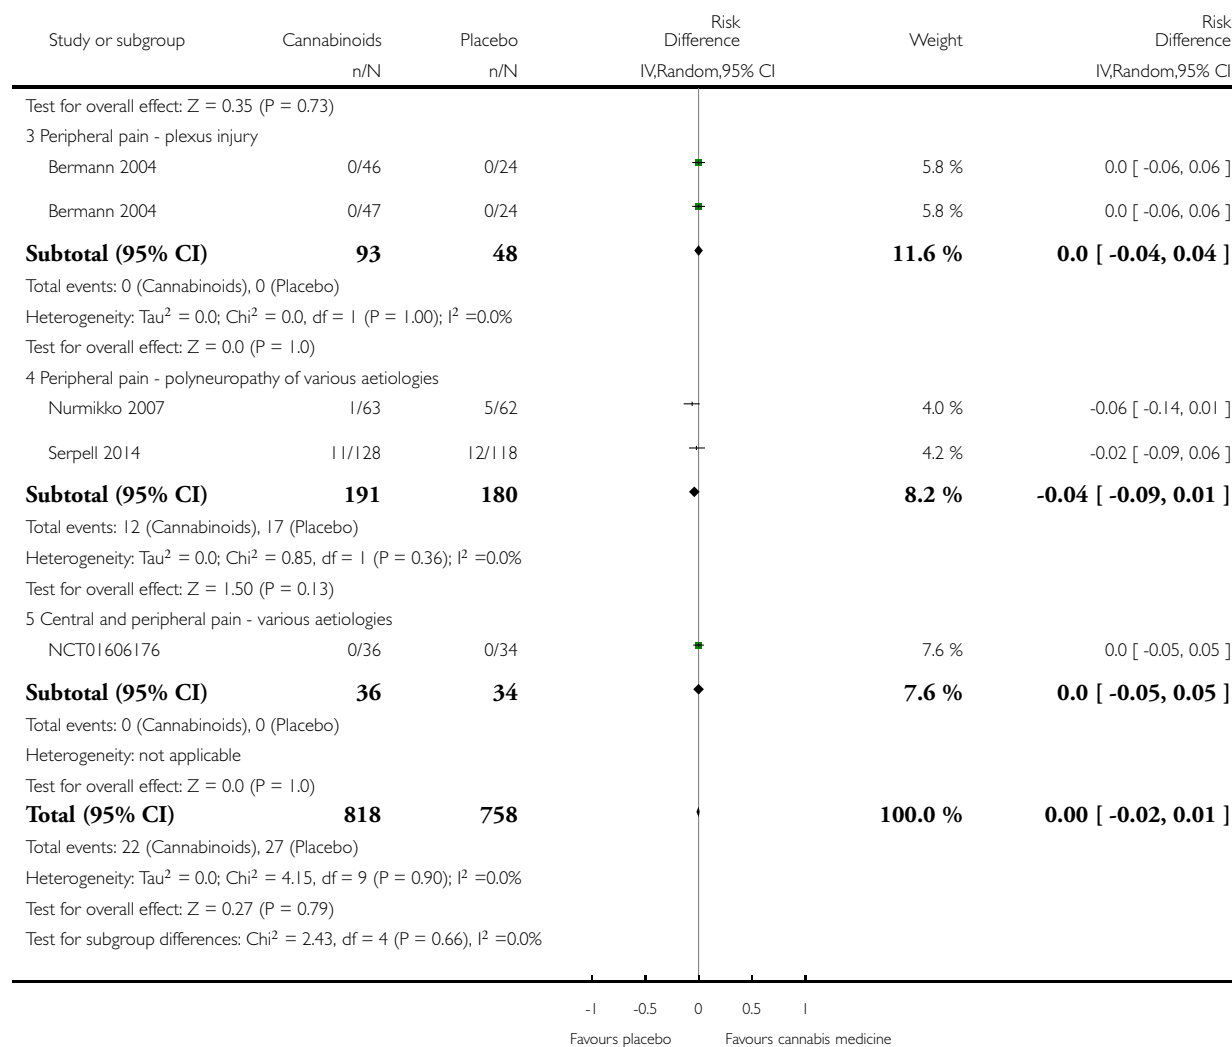 Study or subgroup Cannabinoids Placebo Risk Difference Weight Risk Difference
n/N n/N IV,Random,95% CI IV,Random,95% CI
Test for overall effect: Z = 0.35 (P = 0.73)
3 Peripheral pain - plexus injury
Bermann 2004 0/46 0/24 5.8 % 0.0 [ -0.06, 0.06 ]
Bermann 2004 0/47 0/24 5.8 % 0.0 [ -0.06, 0.06 ]
Subtotal (95% CI) 93 48 11.6 % 0.0 [ -0.04, 0.04 ]
Total events: 0 (Cannabinoids), 0 (Placebo)
Heterogeneity: Tau² = 0.0; Chi² = 0.0, df = 1 (P = 1.00); I² =0.0%
Test for overall effect: Z = 0.0 (P = 1.0)
4 Peripheral pain - polyneuropathy of various aetiologies
Nurmikko 2007 1/63 5/62 4.0 % -0.06 [ -0.14, 0.01 ]
Serpell 2014 11/128 12/118 4.2 % -0.02 [ -0.09, 0.06 ]
Subtotal (95% CI) 191 180 8.2 % -0.04 [ -0.09, 0.01 ]
Total events: 12 (Cannabinoids), 17 (Placebo)
Heterogeneity: Tau² = 0.0; Chi² = 0.85, df = 1 (P = 0.36); I² =0.0%
Test for overall effect: Z = 1.50 (P = 0.13)
5 Central and peripheral pain - various aetiologies
NCT01606176 0/36 0/34 7.6 % 0.0 [ -0.05, 0.05 ]
Subtotal (95% CI) 36 34 7.6 % 0.0 [ -0.05, 0.05 ]
Total events: 0 (Cannabinoids), 0 (Placebo)
Heterogeneity: not applicable
Test for overall effect: Z = 0.0 (P = 1.0)
Total (95% CI) 818 758 100.0 % 0.00 [ -0.02, 0.01 ]
Total events: 22 (Cannabinoids), 27 (Placebo)
Heterogeneity: Tau² = 0.0; Chi² = 4.15, df = 9 (P = 0.90); I² =0.0%
Test for overall effect: Z = 0.27 (P = 0.79)
Test for subgroup differences: Chi² = 2.43, df = 4 (P = 0.66), I² =0.0%
-1 -0.5 0 0.5 1
Favours placebo Favours cannabis medicine